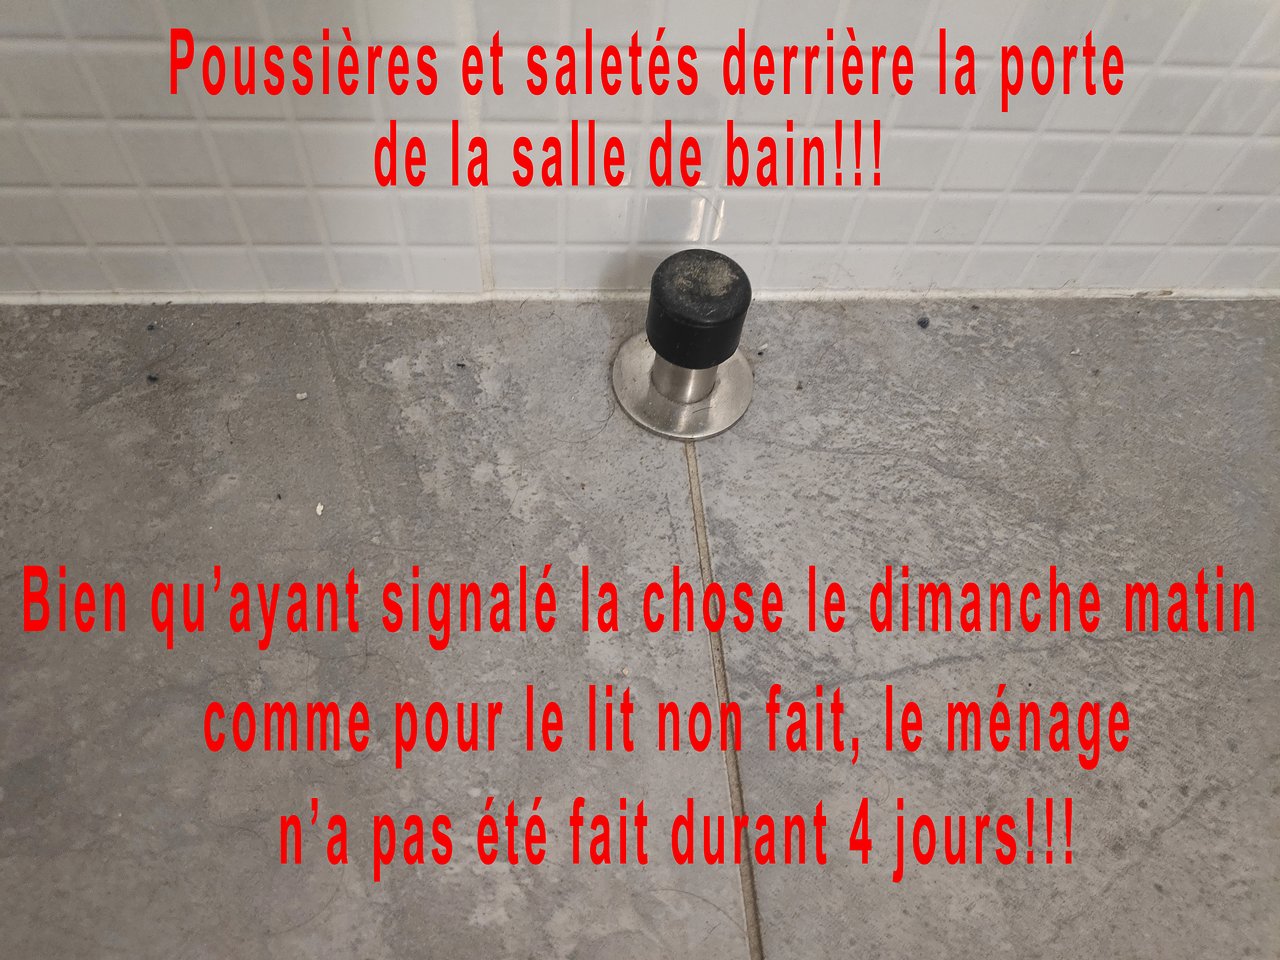 Poussières et saletés derrière la porte
de la salle de bain!!!
Bien qu’ayant signalé la chose le dimanche matin
comme pour le lit non fait, le ménage
n’a pas été fait durant 4 jours!!!